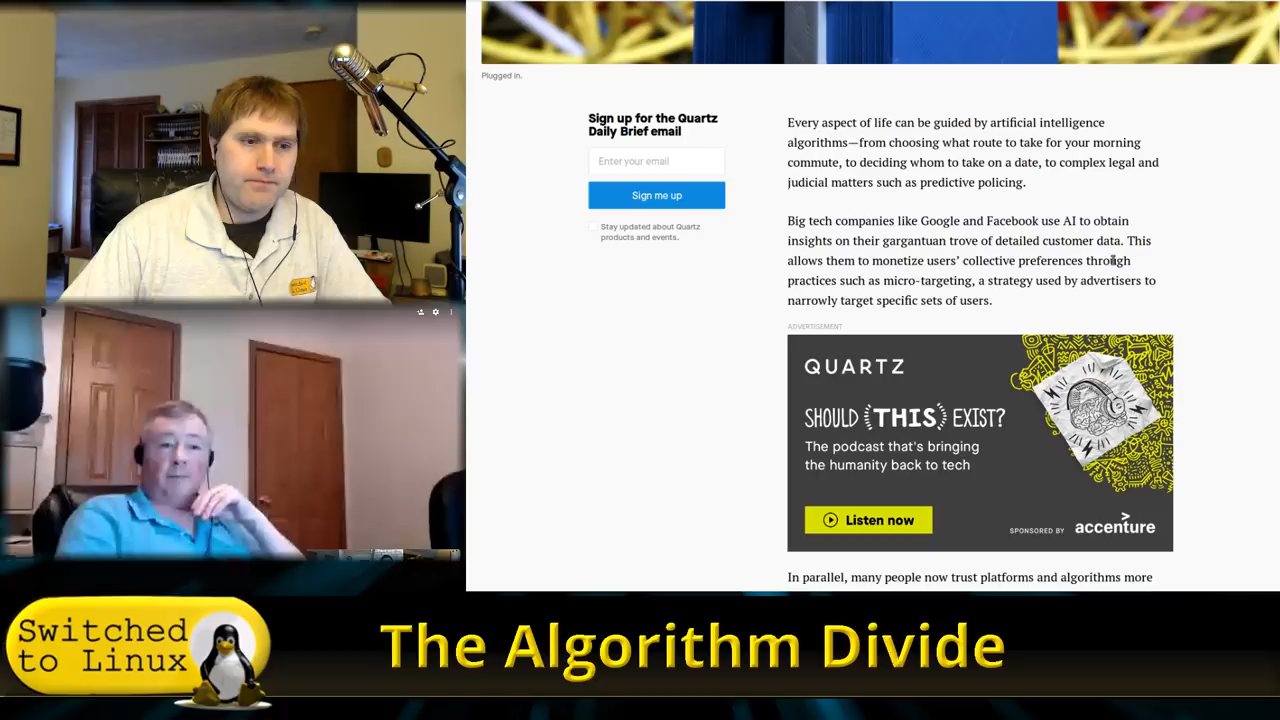 Plugged in.
Sign up for the Quartz
Daily Brief email
Enter your email
Sign me up
Stay updated about Quartz
products and events.
Every aspect of life can be guided by artificial intelligence
algorithms—from choosing what route to take for your morning
commute, to deciding whom to take on a date, to complex legal and
judicial matters such as predictive policing.
Big tech companies like Google and Facebook use AI to obtain
insights on their gargantuan trove of detailed customer data. This
allows them to monetize users’ collective preferences through
practices such as micro-targeting, a strategy used by advertisers to
narrowly target specific sets of users.
ADVERTISEMENT
QUARTZ
SHOULD THIS EXIST?
The podcast that's bringing
the humanity back to tech
Listen now
SPONSORED BY accenture
In parallel, many people now trust platforms and algorithms more
Switched
to Linux
The Algorithm Divide